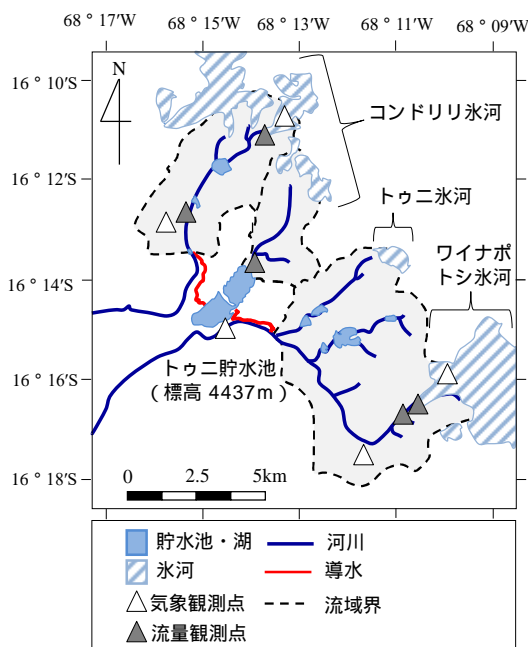 68 ° 17'W
68 ° 15'W
68 ° 13'W
68 ° 11'W
68 ° 09'W
16 ° 10'S
16 ° 12'S
16 ° 14'S
16 ° 16'S
16 ° 18'S
N
コンドリリ氷河
トゥニ氷河
ワイナポ
トシ氷河
トゥニ貯水池
(標高 4437m)
0 2.5 5km
貯水池・湖 河川
氷河 導水
気象観測点 流域界
流量観測点